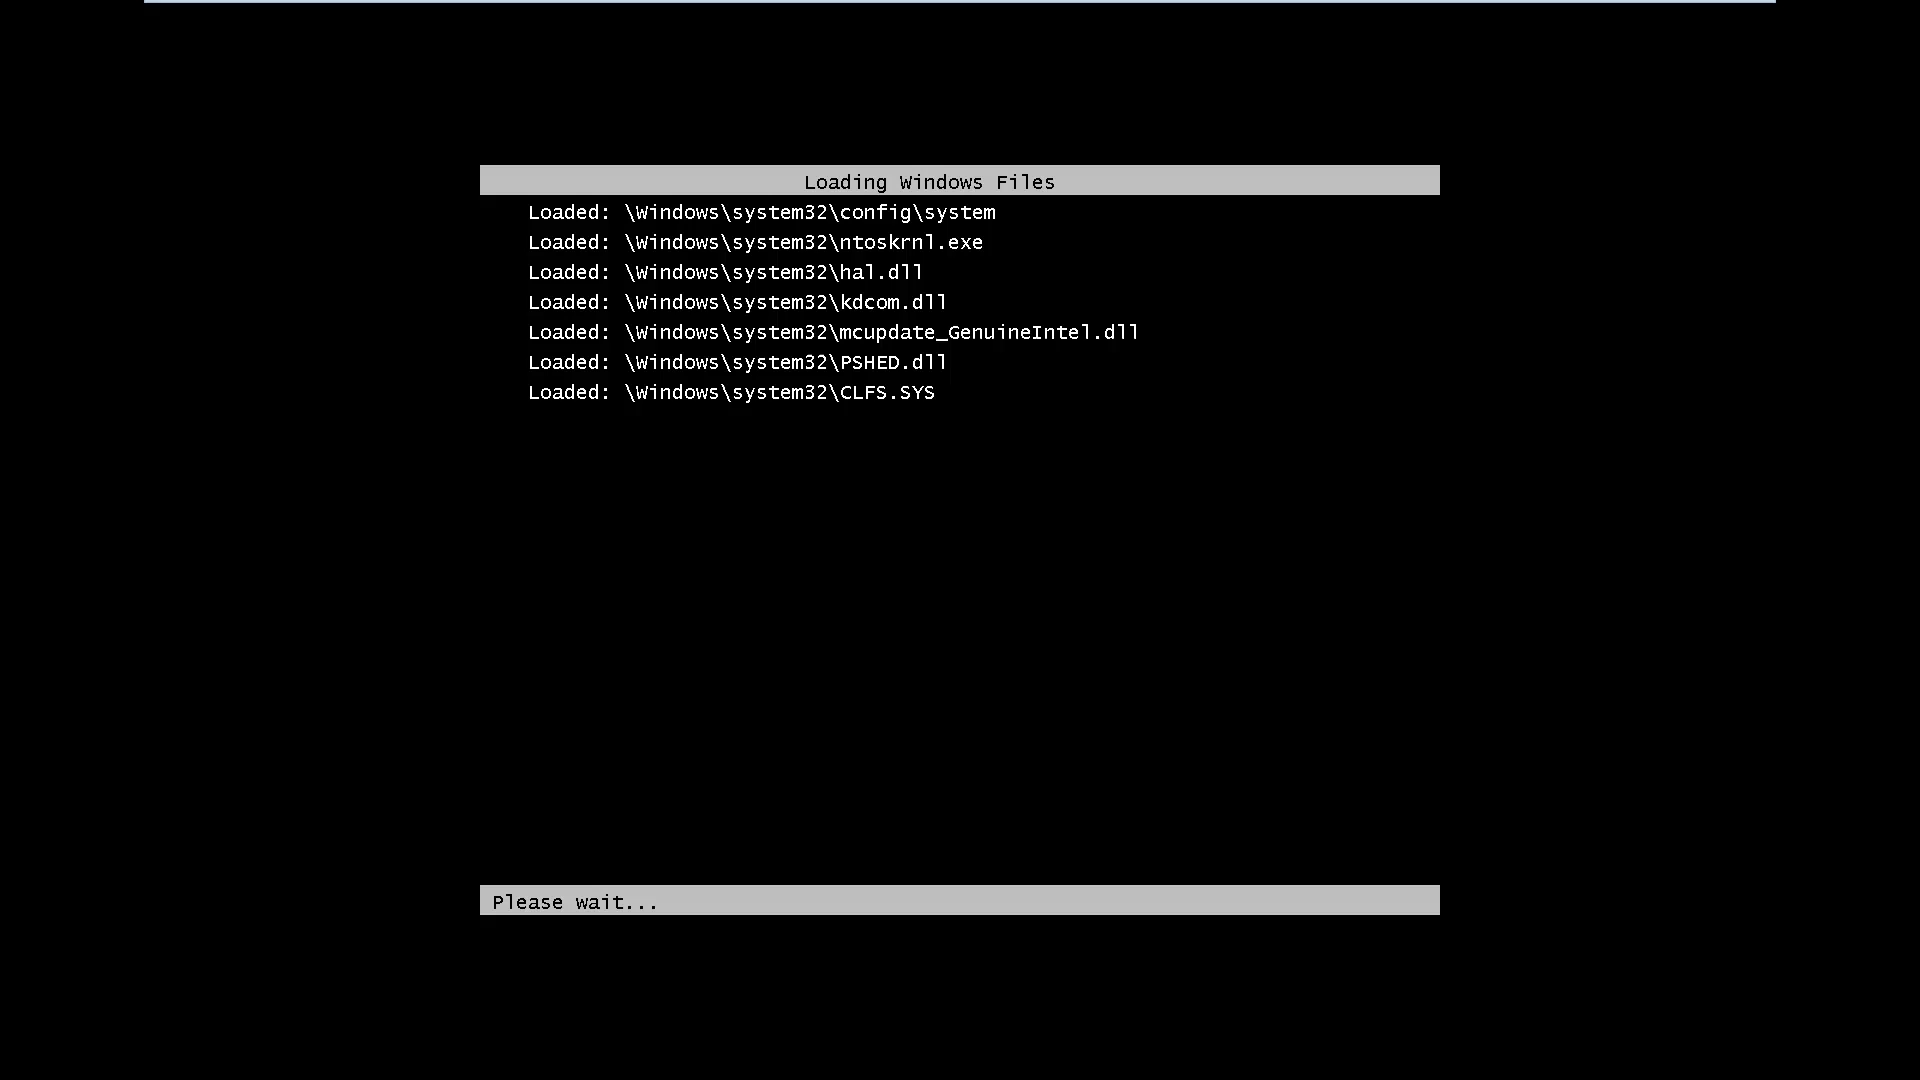 Loading Windows Files
Loaded: \Windows\system32\config\system
Loaded: \Windows\system32\ntoskrnl.exe
Loaded: \Windows\system32\hal.dll
Loaded: \Windows\system32\kdcom.dll
Loaded: \Windows\system32\mcupdate_GenuineIntel.dll
Loaded: \Windows\system32\PSHED.dll
Loaded: \Windows\system32\CLFS.SYS
Please wait...